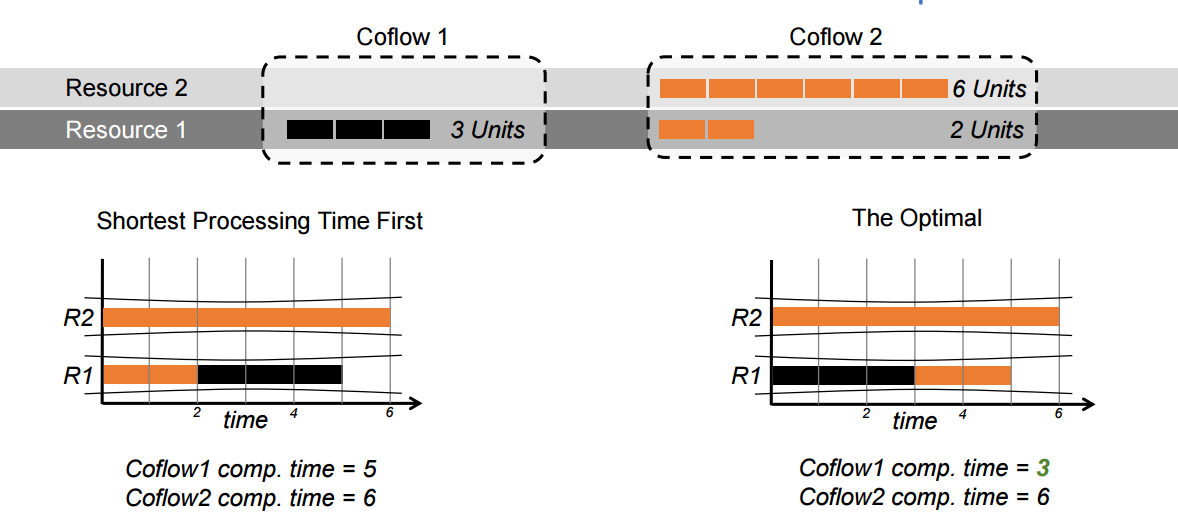 Coflow 1
Coflow 2
Resource 2
6 Units
Resource 1
3 Units
2 Units
Shortest Processing Time First
The Optimal
R2
R1
2
4
6
time
R2
R1
2
4
6
time
Coflow1 comp. time = 5
Coflow2 comp. time = 6
Coflow1 comp. time = 3
Coflow2 comp. time = 6